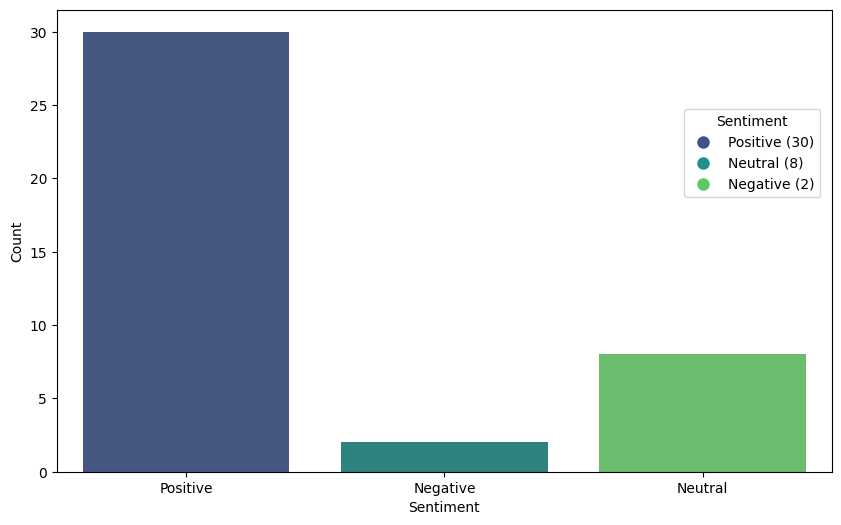 30
25
20
15
10
5
0
Count
Sentiment
Positive (30)
Neutral (8)
Negative (2)
Positive
Negative
Neutral
Sentiment